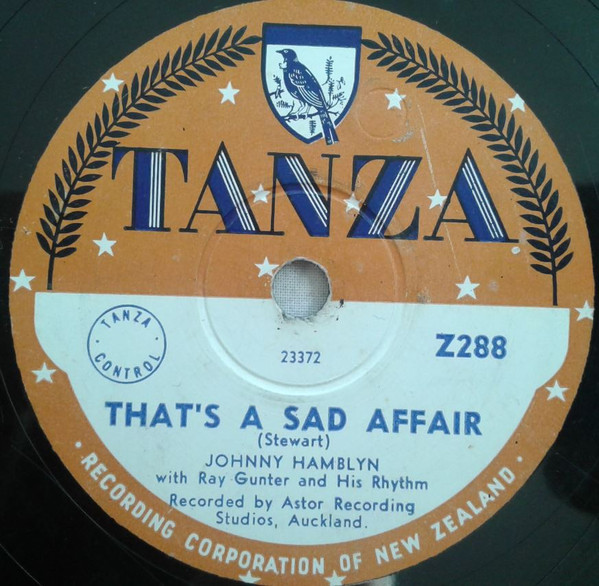 TANZA
TANZA CONTROL
23372
Z288
THAT'S A SAD AFFAIR
(Stewart)
JOHNNY HAMBLYN
with Ray Gunter and His Rhythm
Recorded by Astor Recording
Studios, Auckland.
· RECORDING CORPORATION OF NEW ZEALAND ·